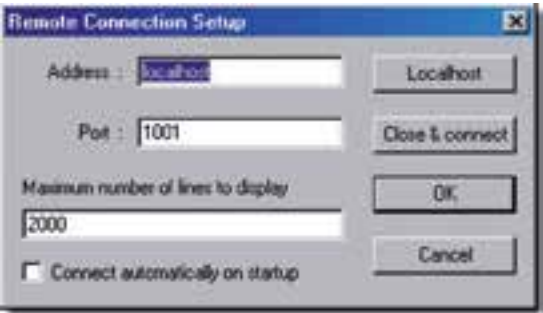 Remote Connection Setup
Address : localhost
Localhost
Port : 1001
Close & connect
Maximum number of lines to display
OK
2000
Cancel
Connect automatically on startup